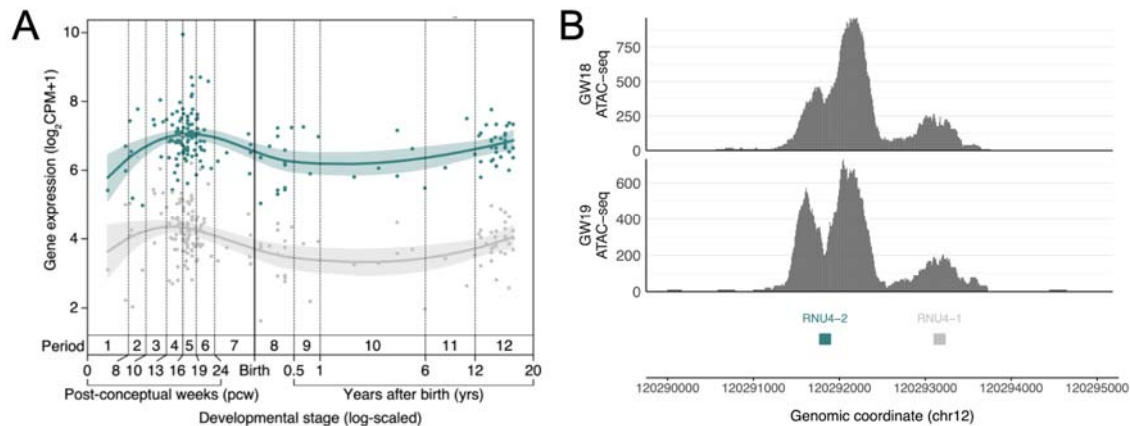 A
Gene expression (log2CPM+1)
10
8
6
4
2
Period
1 2 3 4 5 6 7 8 9 10 11 12
0 8 10 13 16 19 24 Birth 0.5 1 6 12 20
Post-conceptual weeks (pcw) Years after birth (yrs)
Developmental stage (log-scaled)
B
GW18
ATAC-seq
750
500
250
0
GW19
ATAC-seq
600
400
200
0
RNU4-2 RNU4-1
120290000 120291000 120292000 120293000 120294000 120295000
Genomic coordinate (chr12)